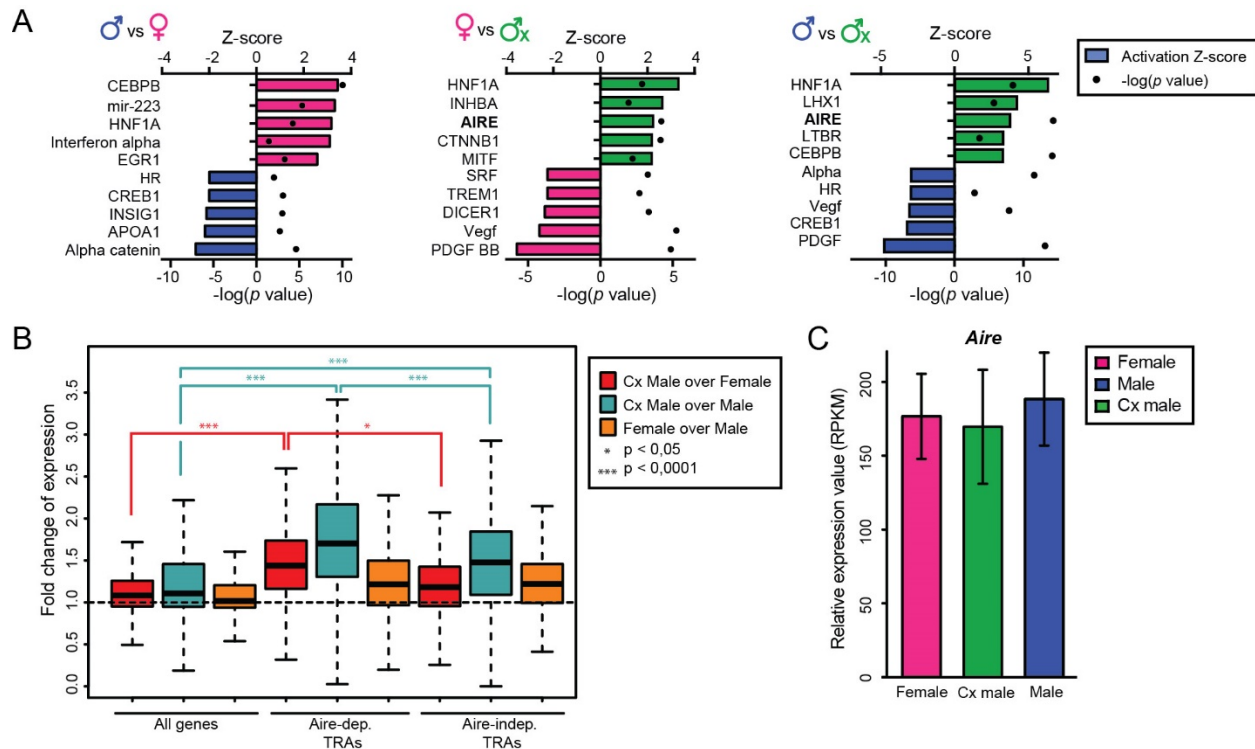 A
♂ vs ♀
Z-score
-4 -2 0 2 4
CEBPB
mir-223
HNF1A
Interferon alpha
EGR1
HR
CREB1
INSIG1
APOA1
Alpha catenin
-10 -5 0 5 10
-log(p value)
♀ vs ♂x
Z-score
-4 -2 0 2 4
HNF1A
INHBA
AIRE
CTNNB1
MITF
SRF
TREM1
DICER1
Vegf
PDGF BB
-5 0 5
-log(p value)
♂ vs ♂x
Z-score
-5 0 5
HNF1A
LHX1
AIRE
LTBR
CEBPB
Alpha
HR
Vegf
CREB1
PDGF
-10 0 10
-log(p value)
Activation Z-score
-log(p value)
B
Fold change of expression
3.5
3.0
2.5
2.0
1.5
1.0
0.5
0.0
***
*** ***
*** *
All genes
Aire-dep.
TRAs
Aire-indep.
TRAs
Cx Male over Female
Cx Male over Male
Female over Male
* p < 0,05
*** p < 0,0001
C
Aire
Relative expression value (RPKM)
200
150
100
50
0
Female Cx male Male
Female
Male
Cx male